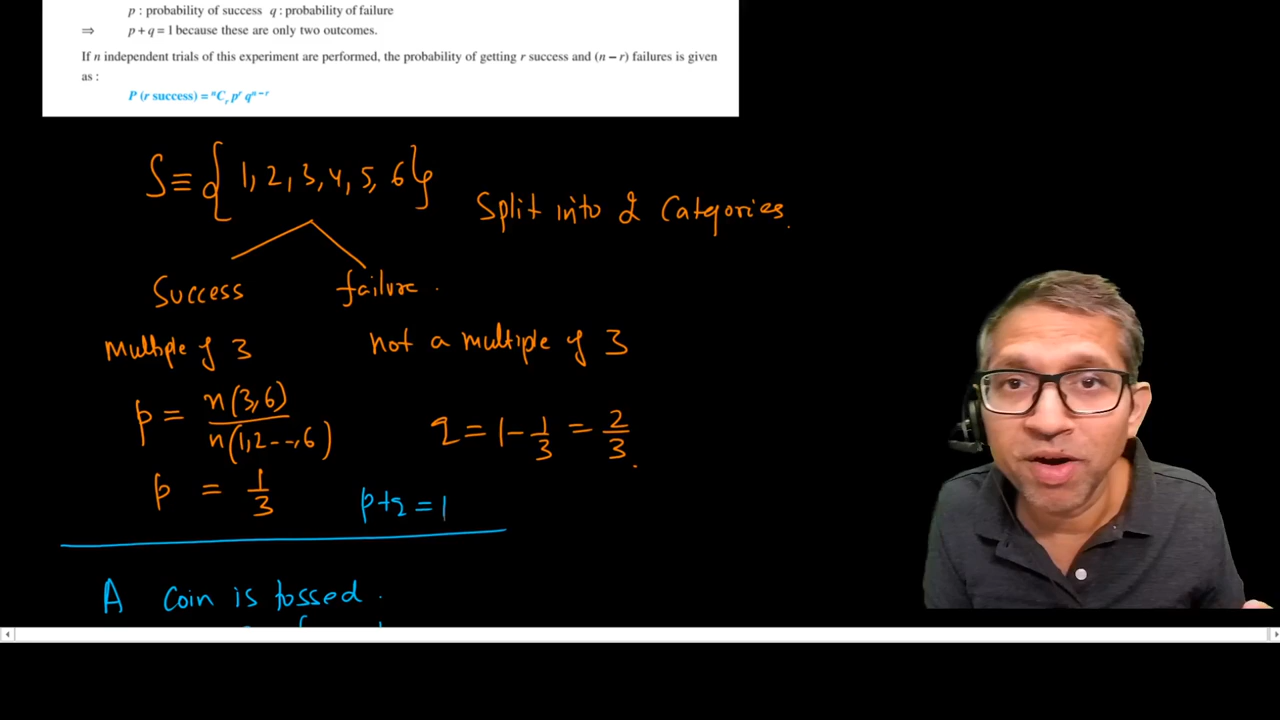 p : probability of success q : probability of failure
⇒ p + q = 1 because these are only two outcomes.
If n independent trials of this experiment are performed, the probability of getting r success and (n − r) failures is given
as :
P (r success) = ⁿCᵣ pʳ qⁿ⁻ʳ
S ≡ {1, 2, 3, 4, 5, 6}
Split into 2 Categories.
Success failure.
Multiple of 3 not a multiple of 3
p = n(3,6) / n(1,2--,6) q = 1 - 1/3 = 2/3.
p = 1/3 p+q = 1
A coin is tossed.